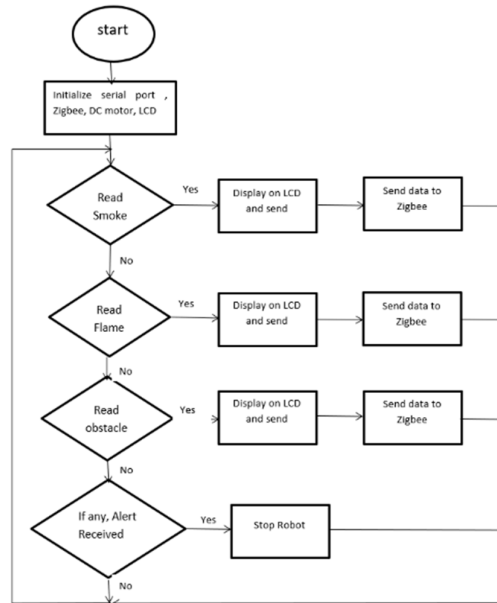 start
Initialize serial port ,
Zigbee, DC motor, LCD
Read
Smoke
Yes
Display on LCD
and send
Send data to
Zigbee
No
Read
Flame
Yes
Display on LCD
and send
Send data to
Zigbee
No
Read
obstacle
Yes
Display on LCD
and send
Send data to
Zigbee
No
If any, Alert
Received
Yes
Stop Robot
No